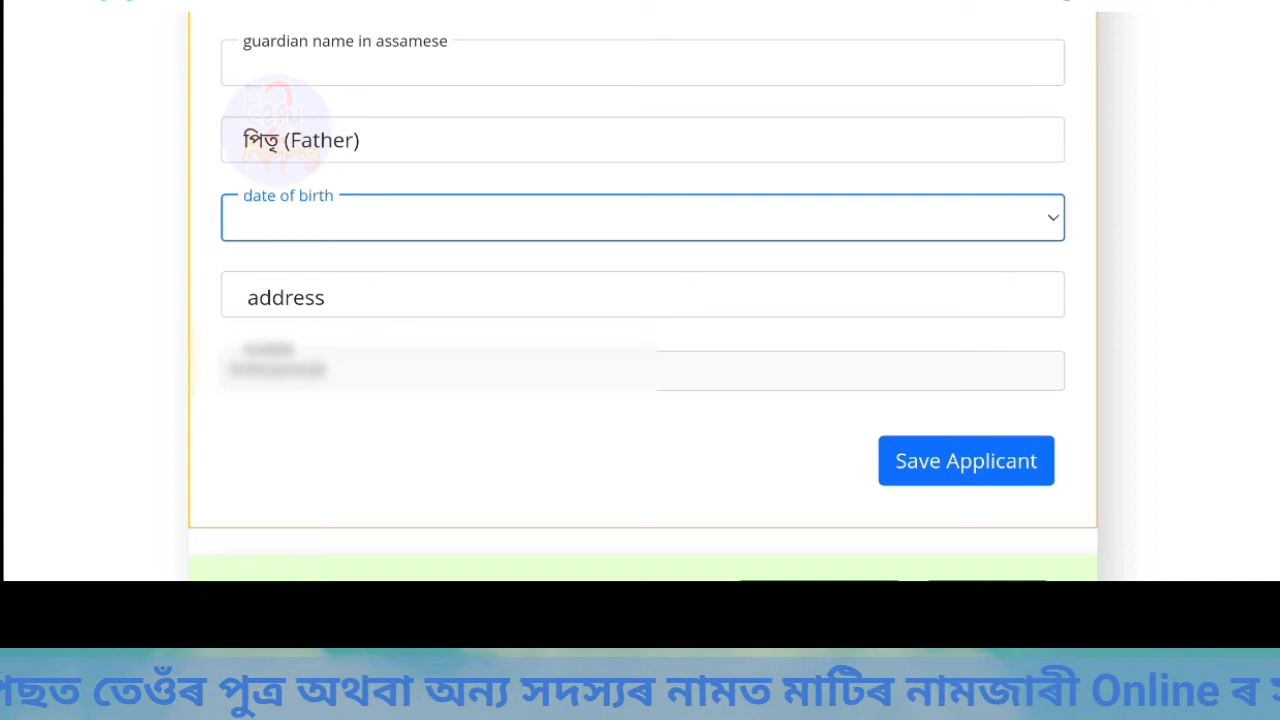 guardian name in assamese
পিতৃ (Father)
date of birth
address
Save Applicant
তেওঁৰ পুত্ৰ অথবা অন্য সদস্যৰ নামত মাটিৰ নামজাৰী Online ৰ